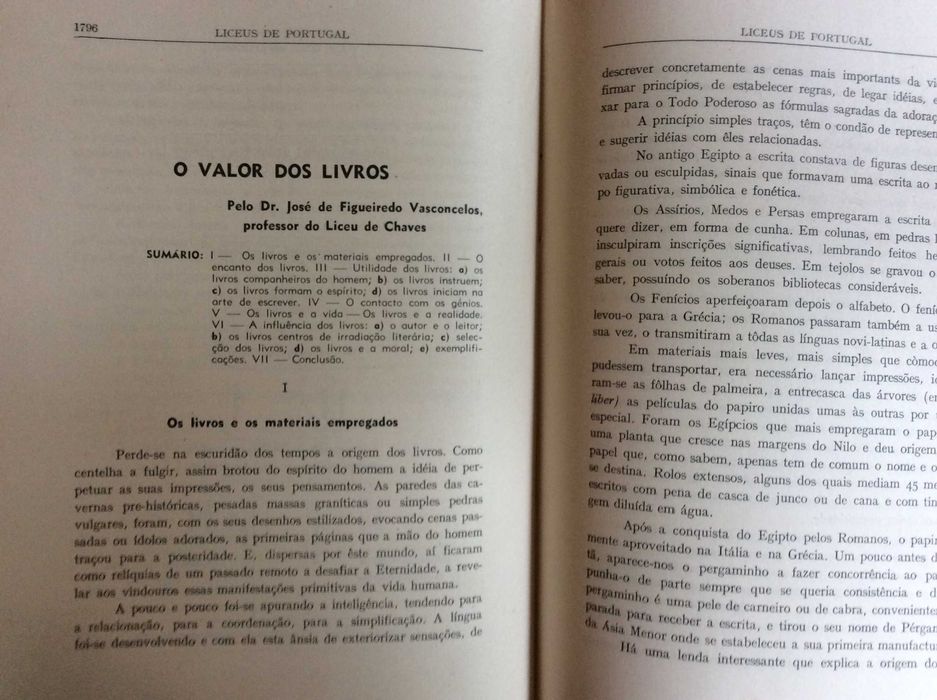 1796
LICEUS DE PORTUGAL
O VALOR DOS LIVROS
Pelo Dr. José de Figueiredo Vasconcelos,
professor do Liceu de Chaves
SUMÁRIO: I — Os livros e os materiais empregados. II — O
encanto dos livros. III — Utilidade dos livros: a) os
livros companheiros do homem; b) os livros instruem;
c) os livros formam o espírito; d) os livros iniciam na
arte de escrever. IV — O contacto com os génios.
V — Os livros e a vida — Os livros e a realidade.
VI — A influência dos livros: a) o autor e o leitor;
b) os livros centros de irradiação literária; c) selec-
ção dos livros; d) os livros e a moral; e) exemplifi-
cações. VII — Conclusão.
I
Os livros e os materiais empregados
Perde-se na escuridão dos tempos a origem dos livros. Como
centelha a fulgir, assim brotou do espírito do homem a idéia de per-
petuar as suas impressões, os seus pensamentos. As paredes das ca-
vernas pre-históricas, pesadas massas graníticas ou simples pedras
vulgares, foram, com os seus desenhos estilizados, evocando cenas pas-
sadas ou ídolos adorados, as primeiras páginas que a mão do homem
traçou para a posteridade. E, dispersas por êste mundo, aí ficaram
como relíquias de um passado remoto a desafiar a Eternidade, a reve-
lar aos vindouros essas manifestações primitivas da vida humana.
A pouco e pouco foi-se apurando a inteligência, tendendo para
a relacionação, para a coordenação, para a simplificação. A língua
foi-se desenvolvendo e com ela esta ânsia de exteriorizar sensações, de
LICEUS DE PORTUGAL
descrever concretamente as cenas mais importants da
firmar princípios, de estabelecer regras, de legar idéias,
xar para o Todo Poderoso as fórmulas sagradas da
A princípio simples traços, têm o condão de
e sugerir idéias com êles relacionadas.
No antigo Egipto a escrita constava de figuras
vadas ou esculpidas, sinais que formavam uma escrita ao
po figurativa, simbólica e fonética.
Os Assírios, Medos e Persas empregaram a escrita
quere dizer, em forma de cunha. Em colunas, em pedras
insculpiram inscrições significativas, lembrando feitos
gerais ou votos feitos aos deuses. Em tejolos se gravou o
saber, possuíndo os soberanos bibliotecas consideráveis.
Os Fenícios aperfeiçoaram depois o alfabeto. O
levou-o para a Grécia; os Romanos passaram também a
sua vez, o transmitiram a tôdas as línguas novi-latinas e a
Em materiais mais leves, mais simples que
pudessem transportar, era necessário lançar impressões,
ram-se as fôlhas de palmeira, a entrecasca das árvores
liber) as películas do papiro unidas umas às outras por
especial. Foram os Egípcios que mais empregaram o
uma planta que cresce nas margens do Nilo e deu
papel que, como sabem, apenas tem de comum o nome e o
se destina. Rolos extensos, alguns dos quais mediam 45
escritos com pena de casca de junco ou de cana e com
gem diluída em água.
Após a conquista do Egipto pelos Romanos, o
mente aproveitado na Itália e na Grécia. Um pouco antes
tã, aparece-nos o pergaminho a fazer concorrência ao
punha-o de parte sempre que se queria consistência e
pergaminho é uma pele de carneiro ou de cabra,
parada para receber a escrita, e tirou o seu nome de
da Ásia Menor onde se estabeleceu a sua primeira
Há uma lenda interessante que explica a origem